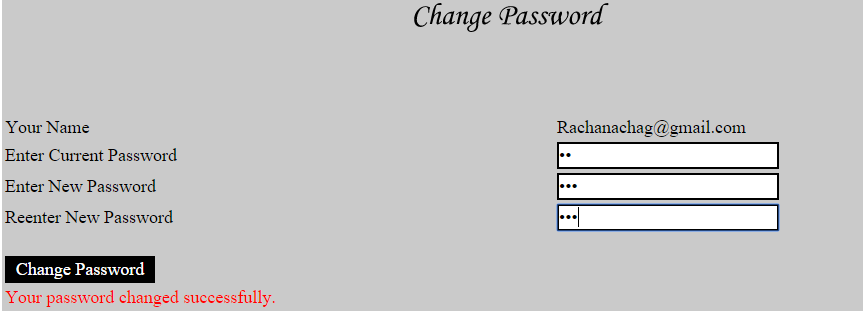 Change Password
Your Name Rachanachag@gmail.com
Enter Current Password ••
Enter New Password •••
Reenter New Password •••
Change Password
Your password changed successfully.